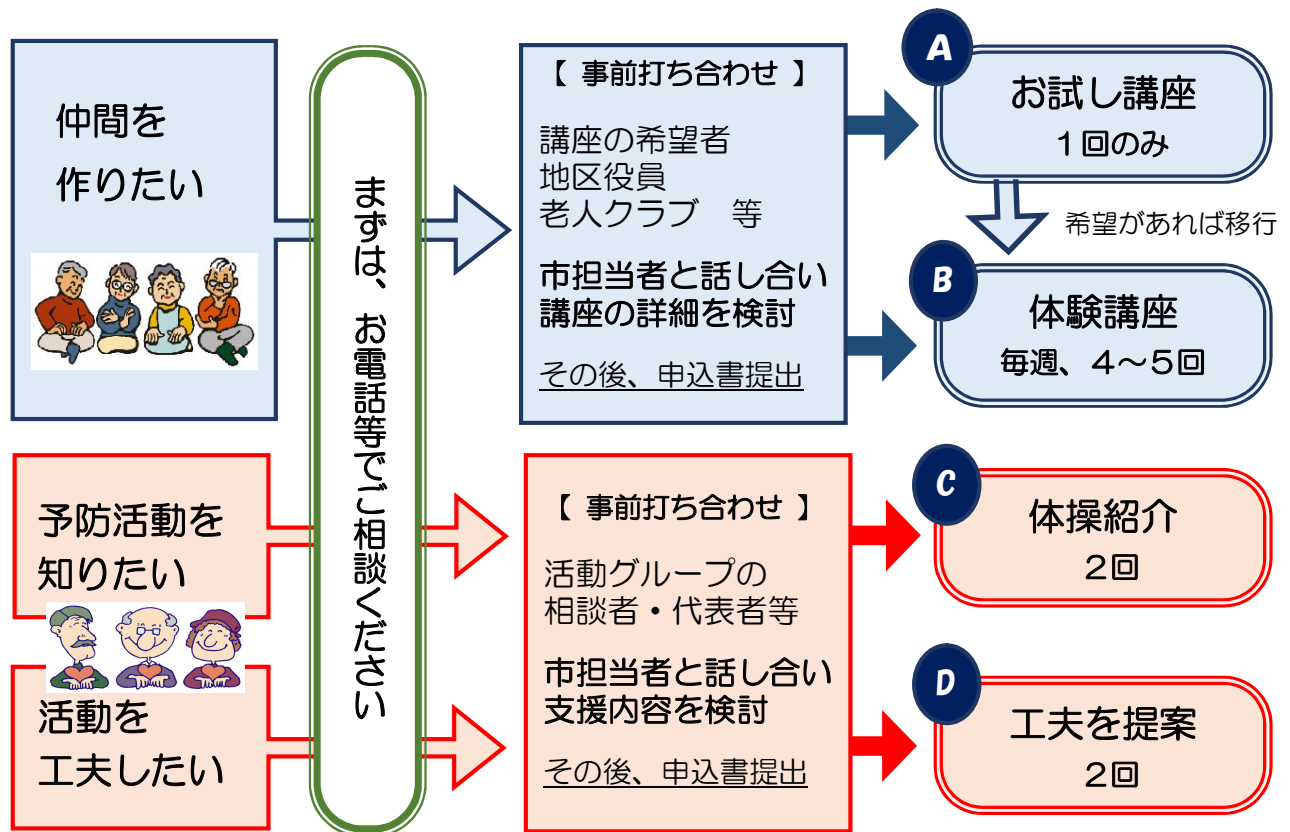 仲間を
作りたい
まずは、お電話等でご相談ください
【 事前打ち合わせ 】
講座の希望者
地区役員
老人クラブ　等
市担当者と話し合い
講座の詳細を検討
その後、申込書提出
A
お試し講座
１回のみ
希望があれば移行
B
体験講座
毎週、４～５回
予防活動を
知りたい
活動を
工夫したい
【 事前打ち合わせ 】
活動グループの
相談者・代表者等
市担当者と話し合い
支援内容を検討
その後、申込書提出
C
体操紹介
２回
D
工夫を提案
２回